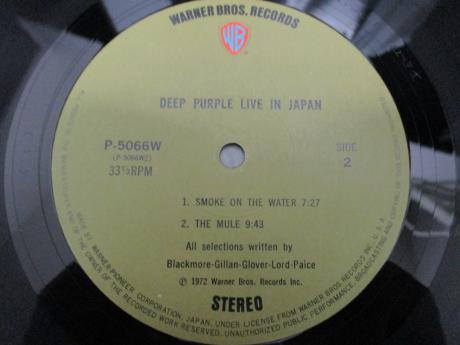 WARNER BROS. RECORDS
WB
DEEP PURPLE LIVE IN JAPAN
P-5066W
(P-5066W2)
33⅓RPM
SIDE
2
1. SMOKE ON THE WATER 7:27
2. THE MULE 9:43
All selections written by
Blackmore-Gillan-Glover-Lord-Paice
℗ 1972 Warner Bros. Records Inc.
STEREO
MADE BY WARNER-PIONEER CORPORATION, JAPAN, UNDER LICENSE FROM WARNER BROS. RECORDS INC. U.S.A.
OF THE OWNER OF THE RECORDED WORK RESERVED. UNAUTHORIZED PUBLIC PERFORMANCE, BROADCASTING AND